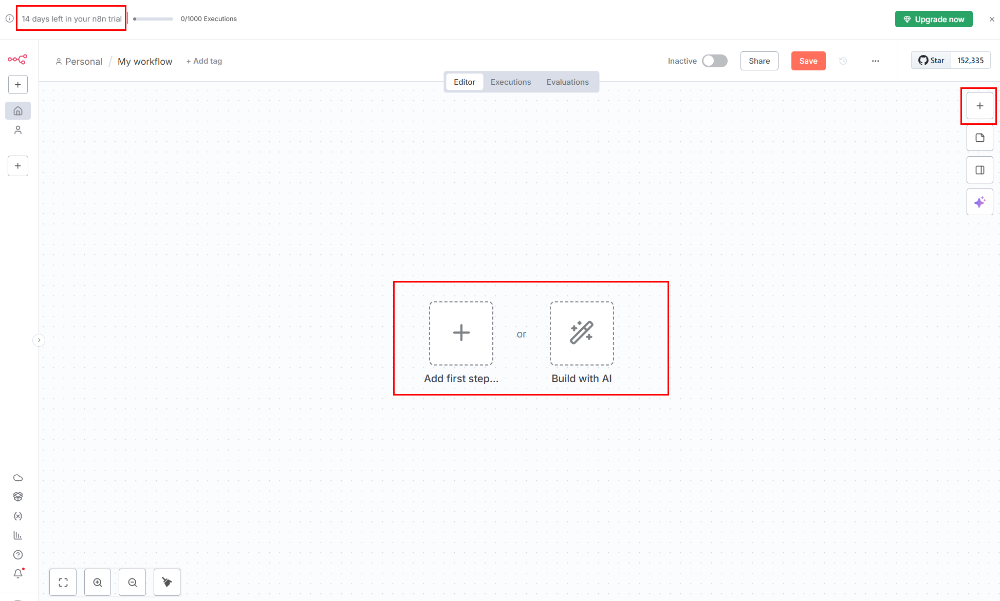 14 days left in your n8n trial
0/1000 Executions
Upgrade now
Personal / My workflow
+ Add tag
Inactive
Share
Save
Star
152,335
Editor
Executions
Evaluations
or
Add first step...
Build with AI